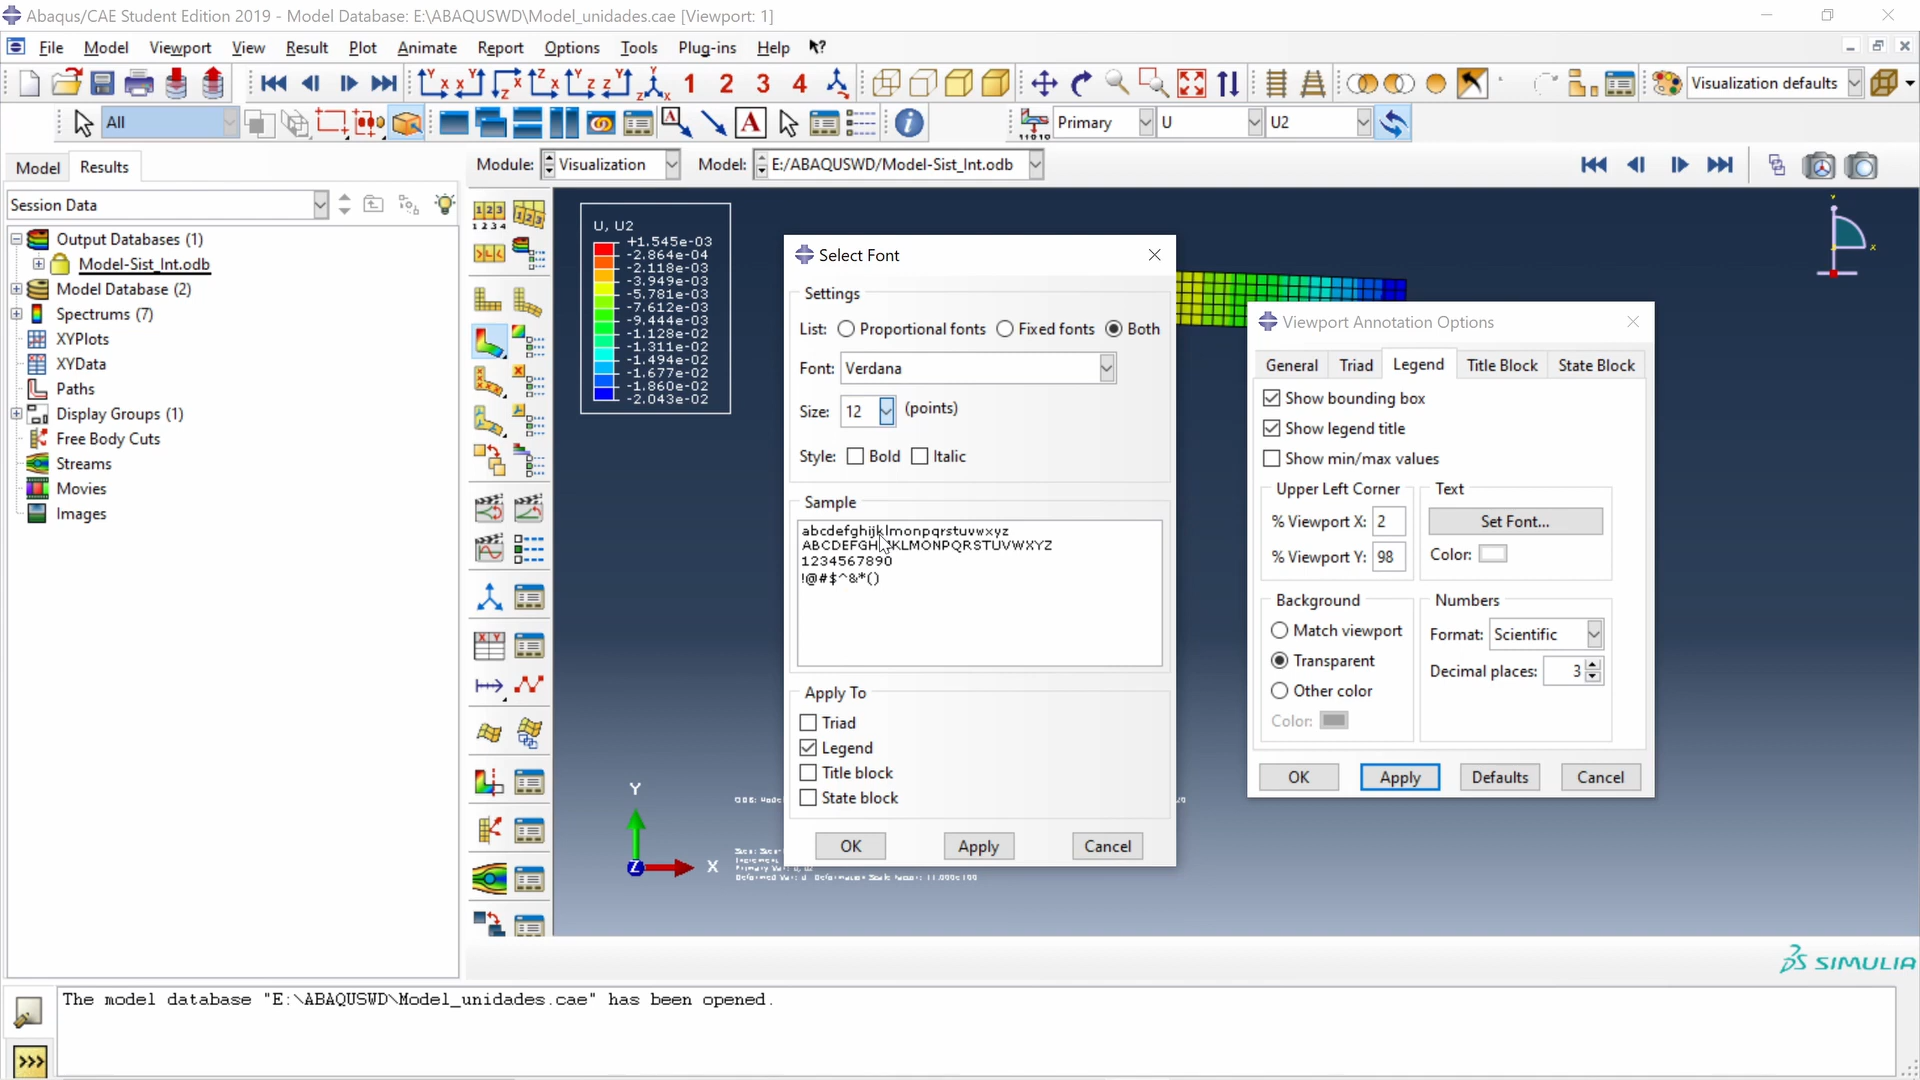 Abaqus/CAE Student Edition 2019 - Model Database: E:\ABAQUSWD\Model_unidades.cae [Viewport: 1]
File Model Viewport View Result Plot Animate Report Options Tools Plug-ins Help
1 2 3 4 Visualization defaults
All Primary U U2
Model Results
Module: Visualization Model: E:/ABAQUSWD/Model-Sist_Int.odb
Session Data
Output Databases (1)
Model-Sist_Int.odb
Model Database (2)
Spectrums (7)
XYPlots
XYData
Paths
Display Groups (1)
Free Body Cuts
Streams
Movies
Images
U, U2
+1.545e-03
-2.864e-04
-2.118e-03
-3.949e-03
-5.781e-03
-7.612e-03
-9.444e-03
-1.128e-02
-1.311e-02
-1.494e-02
-1.677e-02
-1.860e-02
-2.043e-02
Select Font
Settings
List: Proportional fonts Fixed fonts Both
Font: Verdana
Size: 12 (points)
Style: Bold Italic
Sample
abcdefghijklmonpqrstuvwxyz
1234567890
!@#$^&*()
Apply To
Triad
Legend
Title block
State block
OK Apply Cancel
Viewport Annotation Options
General Triad Legend Title Block State Block
Show bounding box
Show legend title
Show min/max values
Upper Left Corner
% Viewport X: 2
% Viewport Y: 98
Text
Set Font...
Color:
Background
Match viewport
Transparent
Other color
Color:
Numbers
Format: Scientific
Decimal places: 3
OK Apply Defaults Cancel
Y
Z X
SIMULIA
The model database "E:\ABAQUSWD\Model_unidades.cae" has been opened.
>>>